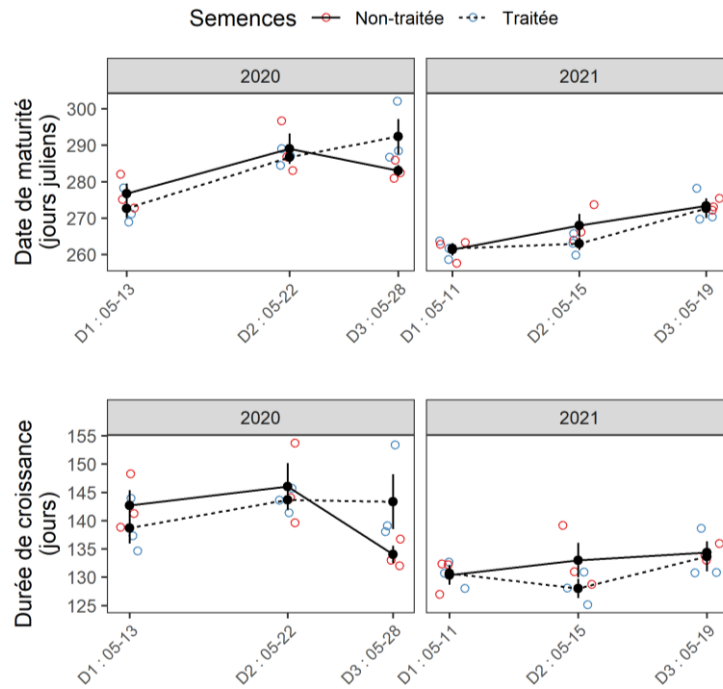 Semences Non-traitée Traitée
2020 2021
Date de maturité
(jours juliens)
300
290
280
270
260
D1 : 05-13 D2 : 05-22 D3 : 05-28 D1 : 05-11 D2 : 05-15 D3 : 05-19
2020 2021
Durée de croissance
(jours)
155
150
145
140
135
130
125
D1 : 05-13 D2 : 05-22 D3 : 05-28 D1 : 05-11 D2 : 05-15 D3 : 05-19